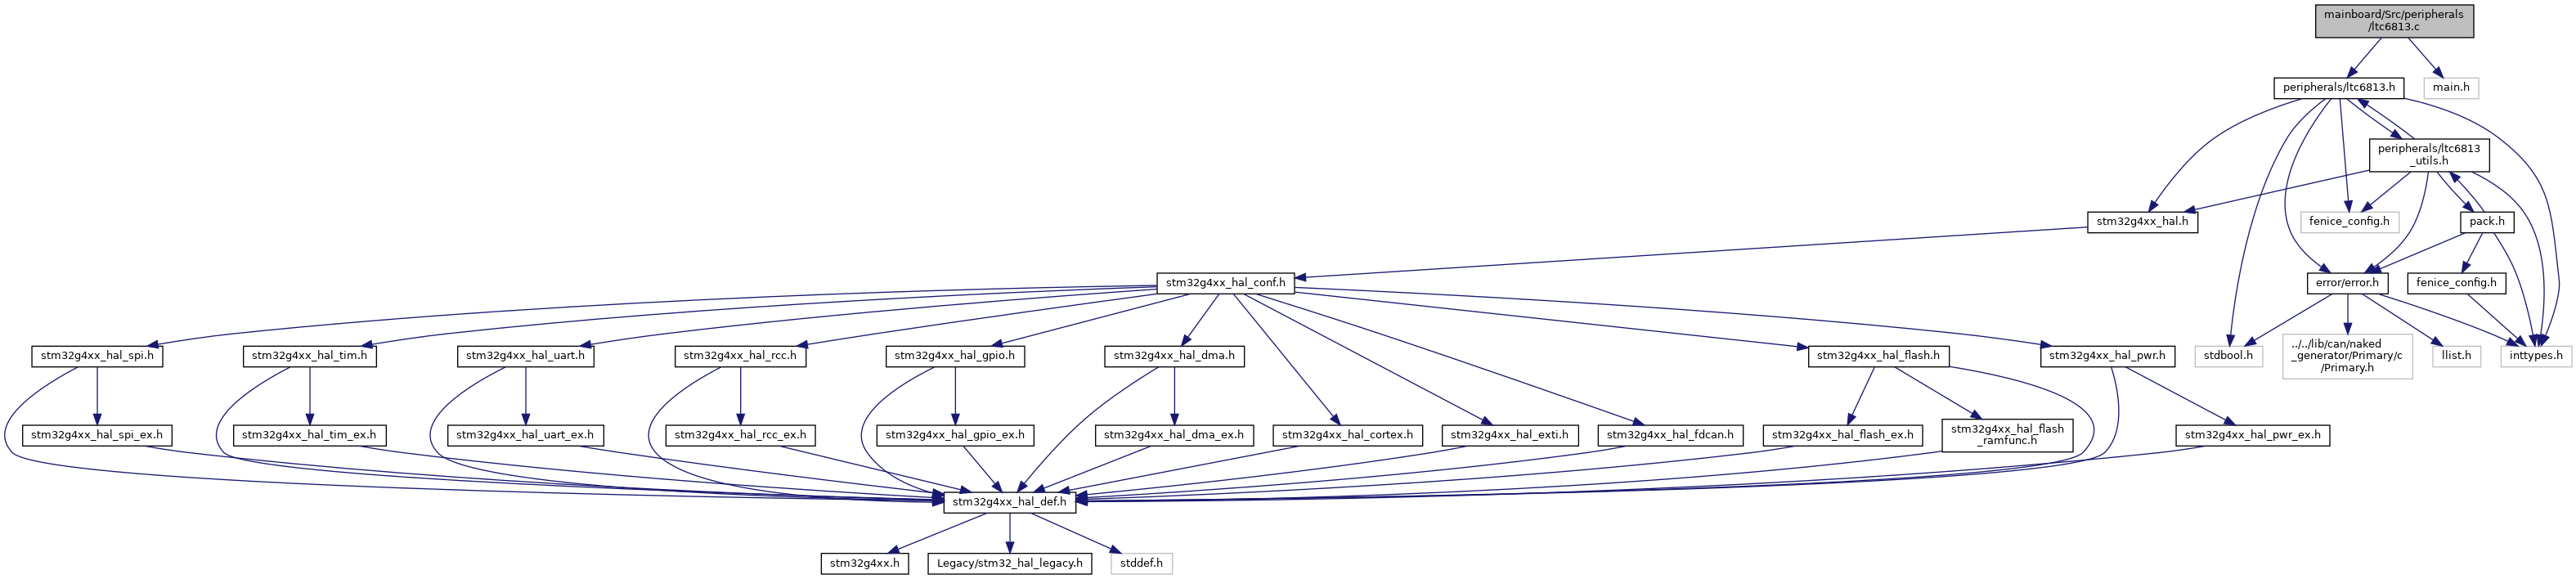 mainboard/Src/peripherals
/ltc6813.c
peripherals/ltc6813.h
main.h
peripherals/ltc6813
_utils.h
stm32g4xx_hal.h
fenice_config.h
pack.h
stm32g4xx_hal_conf.h
error/error.h
fenice_config.h
stm32g4xx_hal_spi.h
stm32g4xx_hal_tim.h
stm32g4xx_hal_uart.h
stm32g4xx_hal_rcc.h
stm32g4xx_hal_gpio.h
stm32g4xx_hal_dma.h
stm32g4xx_hal_flash.h
stm32g4xx_hal_pwr.h
stdbool.h
../../lib/can/naked
_generator/Primary/c
/Primary.h
llist.h
inttypes.h
stm32g4xx_hal_spi_ex.h
stm32g4xx_hal_tim_ex.h
stm32g4xx_hal_uart_ex.h
stm32g4xx_hal_rcc_ex.h
stm32g4xx_hal_gpio_ex.h
stm32g4xx_hal_dma_ex.h
stm32g4xx_hal_cortex.h
stm32g4xx_hal_exti.h
stm32g4xx_hal_fdcan.h
stm32g4xx_hal_flash_ex.h
stm32g4xx_hal_flash
_ramfunc.h
stm32g4xx_hal_pwr_ex.h
stm32g4xx_hal_def.h
stm32g4xx.h
Legacy/stm32_hal_legacy.h
stddef.h